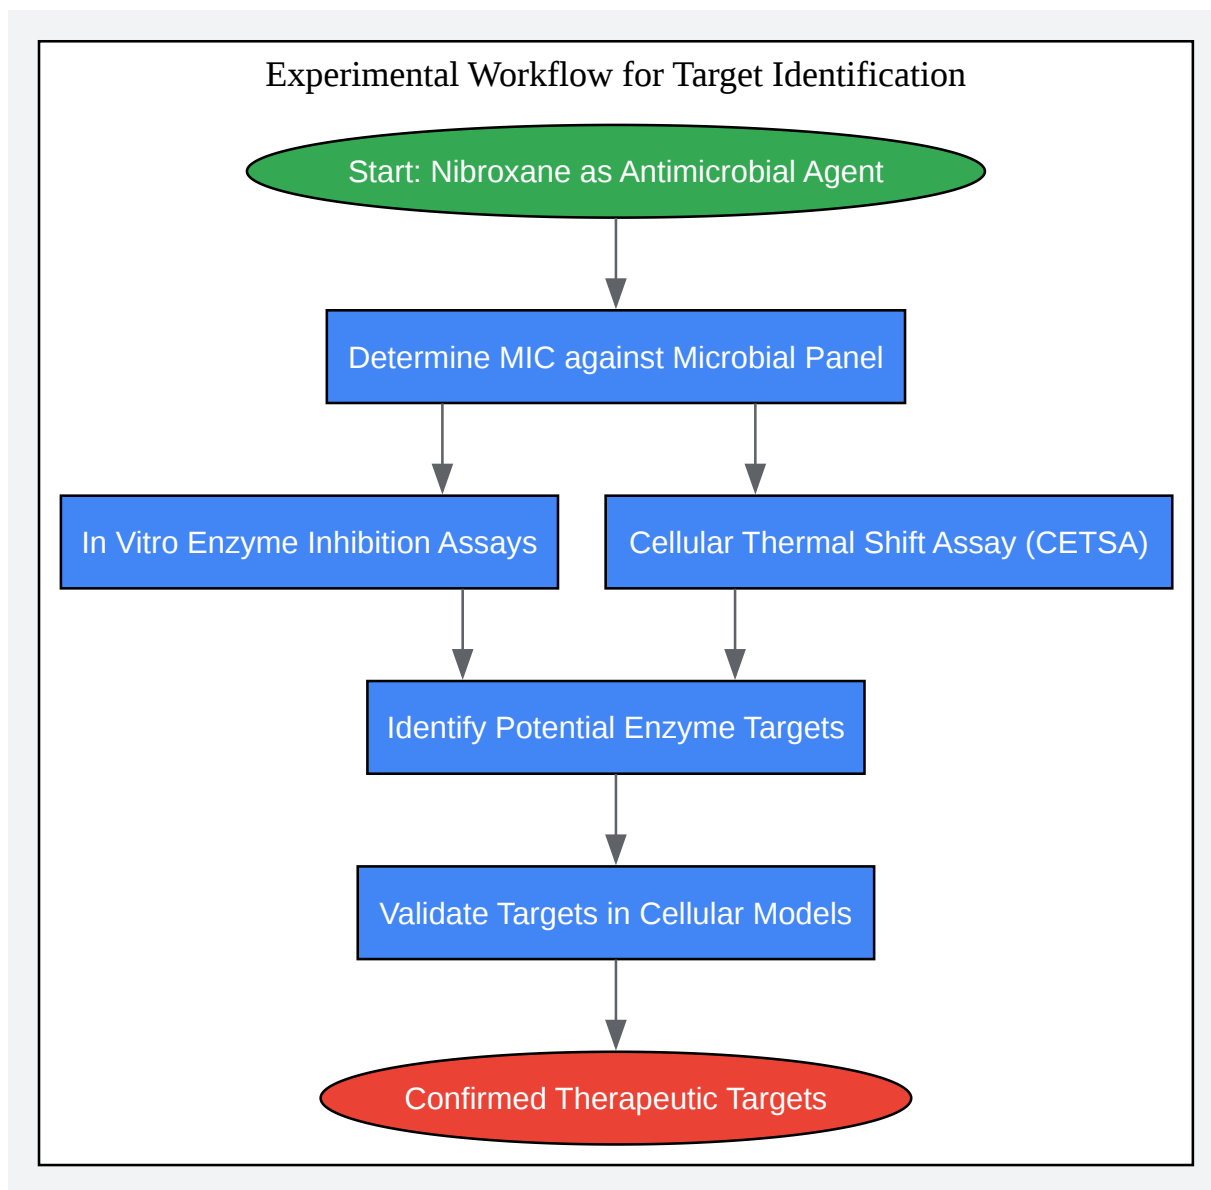 Experimental Workflow for Target Identification
Start: Nibroxane as Antimicrobial Agent
Determine MIC against Microbial Panel
In Vitro Enzyme Inhibition Assays
Cellular Thermal Shift Assay (CETSA)
Identify Potential Enzyme Targets
Validate Targets in Cellular Models
Confirmed Therapeutic Targets